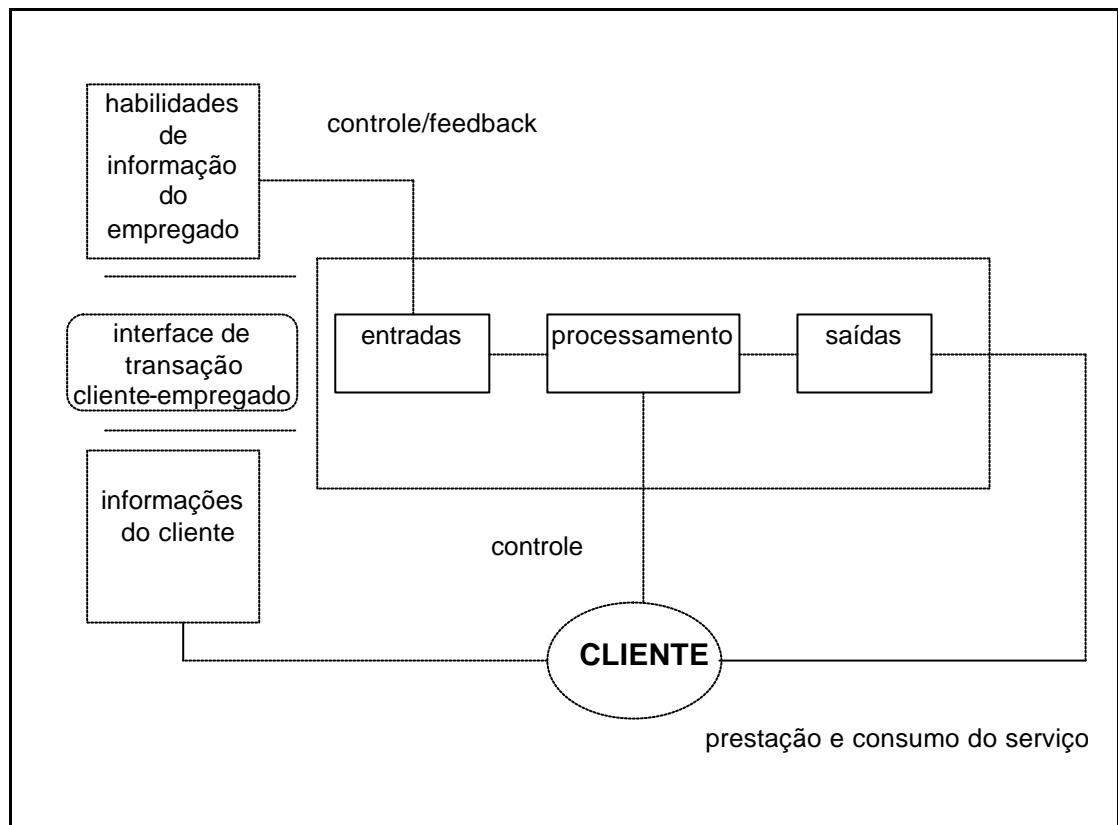 habilidades
de
informação
do
empregado
controle/feedback
interface de
transação
cliente-empregado
entradas
processamento
saídas
informações
do cliente
controle
CLIENTE
prestação e consumo do serviço